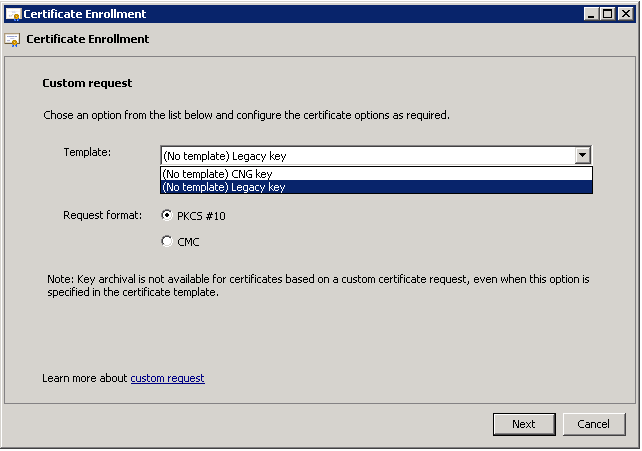 Certificate Enrollment
Certificate Enrollment
Custom request
Chose an option from the list below and configure the certificate options as required.
Template:
(No template) Legacy key
(No template) CNG key
(No template) Legacy key
Request format:
PKCS #10
CMC
Note: Key archival is not available for certificates based on a custom certificate request, even when this option is
specified in the certificate template.
Learn more about custom request
Next
Cancel